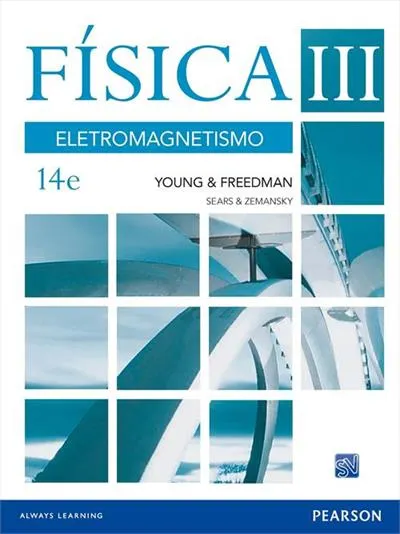 FÍSICA III
ELETROMAGNETISMO
14e
YOUNG & FREEDMAN
SEARS & ZEMANSKY
SV
ALWAYS LEARNING
PEARSON